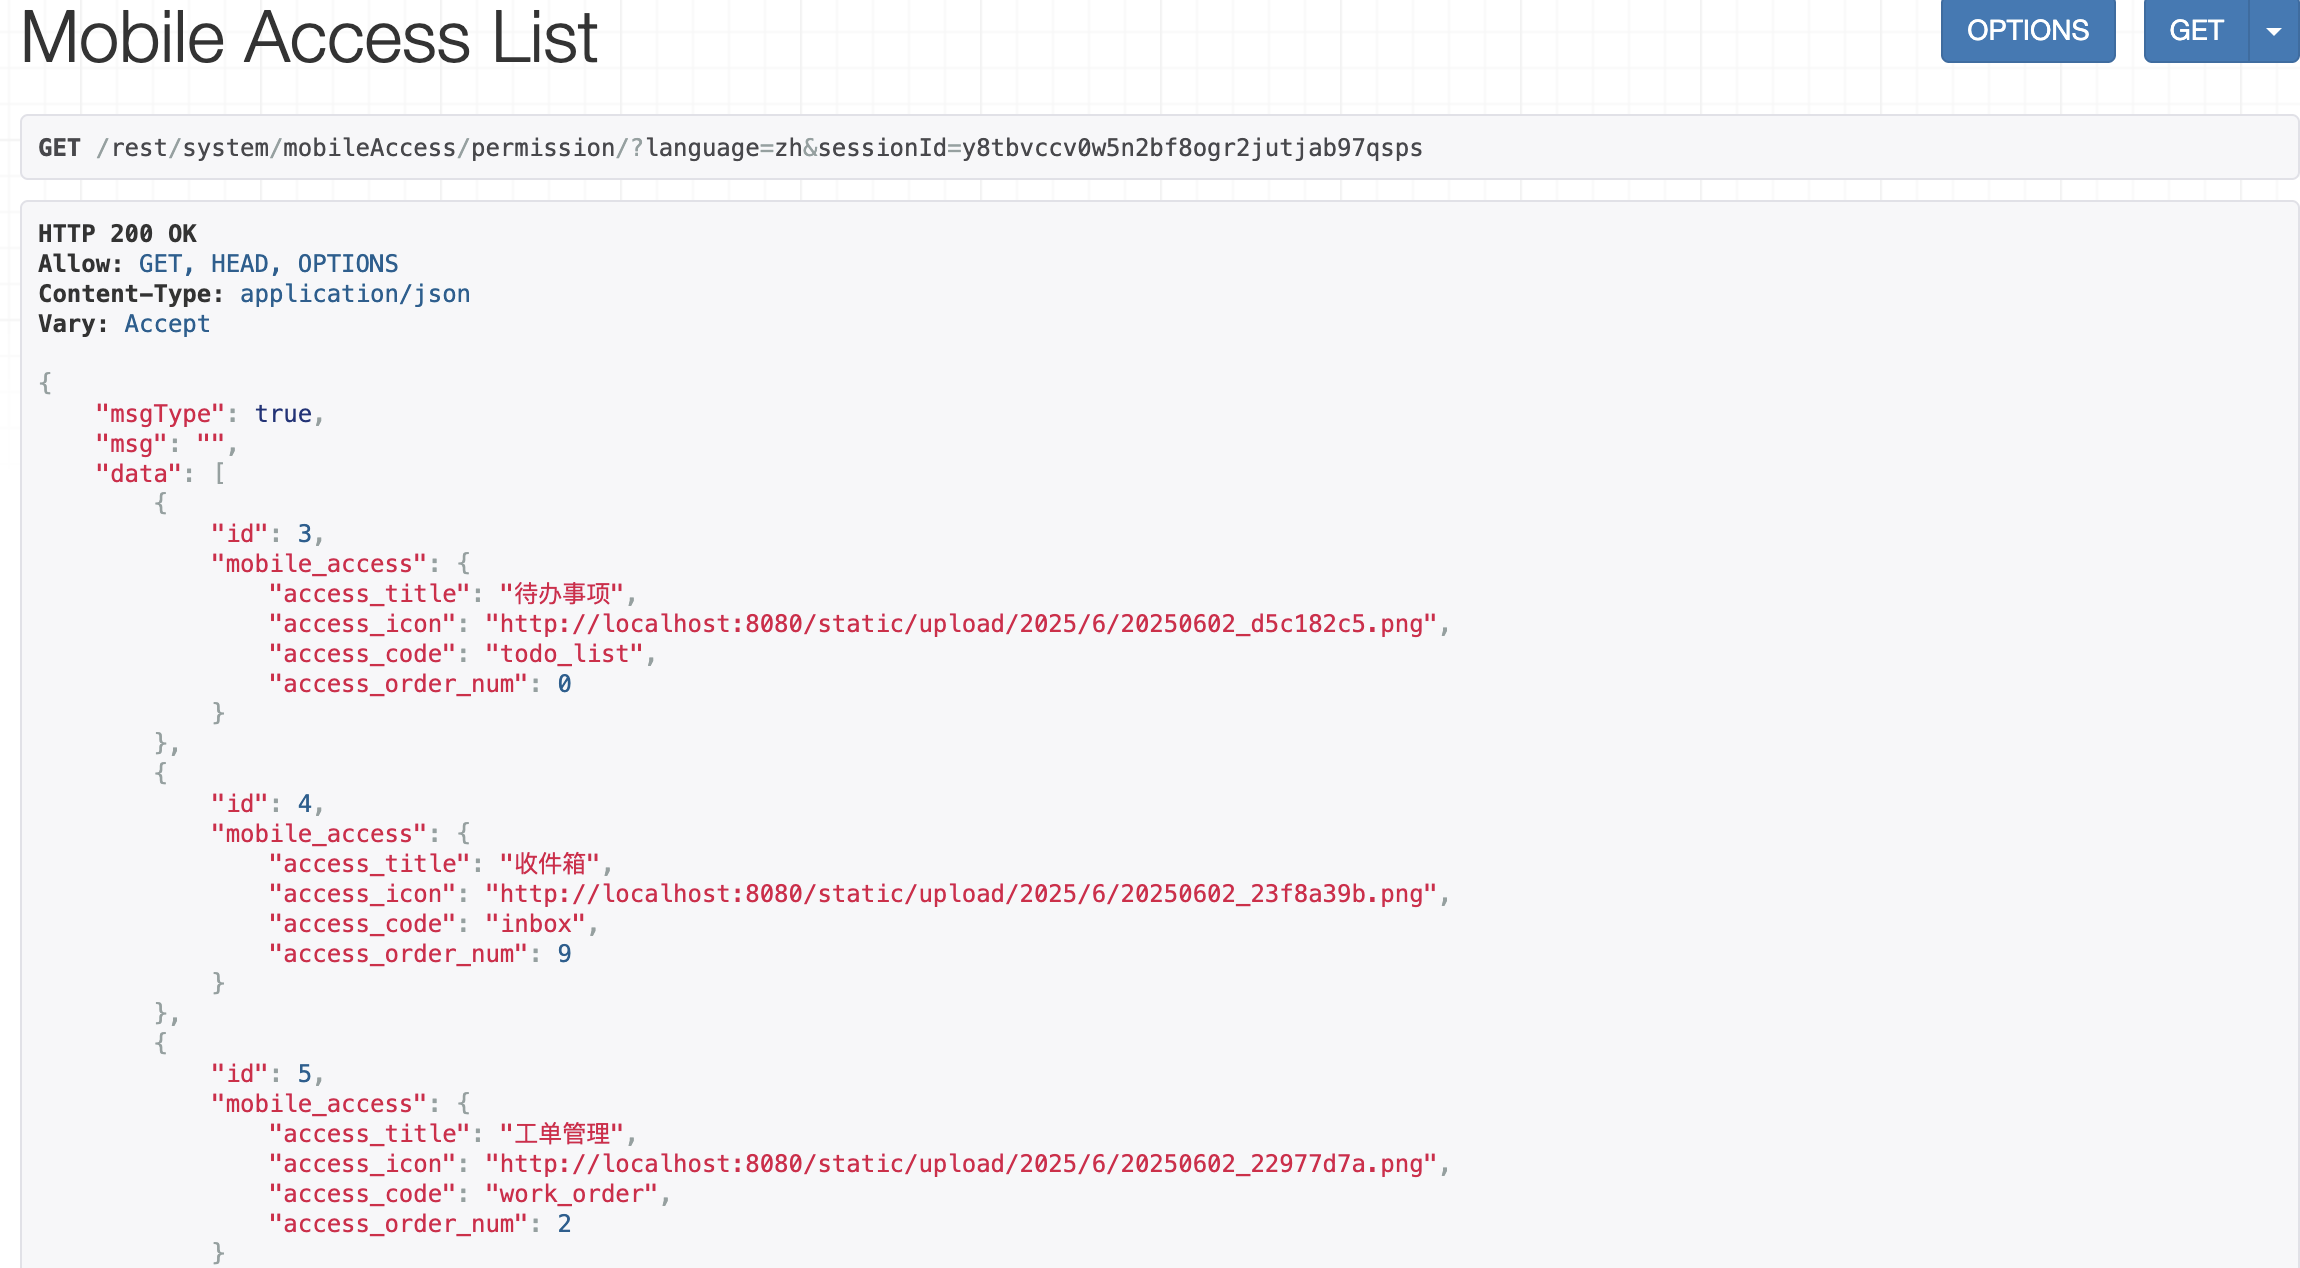 Mobile Access List
OPTIONS
GET
GET /rest/system/mobileAccess/permission/?language=zh&sessionId=y8tbvccv0w5n2bf8ogr2jutjab97qsps
HTTP 200 OK
Allow: GET, HEAD, OPTIONS
Content-Type: application/json
Vary: Accept
{
"msgType": true,
"msg": "",
"data": [
{
"id": 3,
"mobile_access": {
"access_title": "待办事项",
"access_icon": "http://localhost:8080/static/upload/2025/6/20250602_d5c182c5.png",
"access_code": "todo_list",
"access_order_num": 0
}
},
{
"id": 4,
"mobile_access": {
"access_title": "收件箱",
"access_icon": "http://localhost:8080/static/upload/2025/6/20250602_23f8a39b.png",
"access_code": "inbox",
"access_order_num": 9
}
},
{
"id": 5,
"mobile_access": {
"access_title": "工单管理",
"access_icon": "http://localhost:8080/static/upload/2025/6/20250602_22977d7a.png",
"access_code": "work_order",
"access_order_num": 2
}